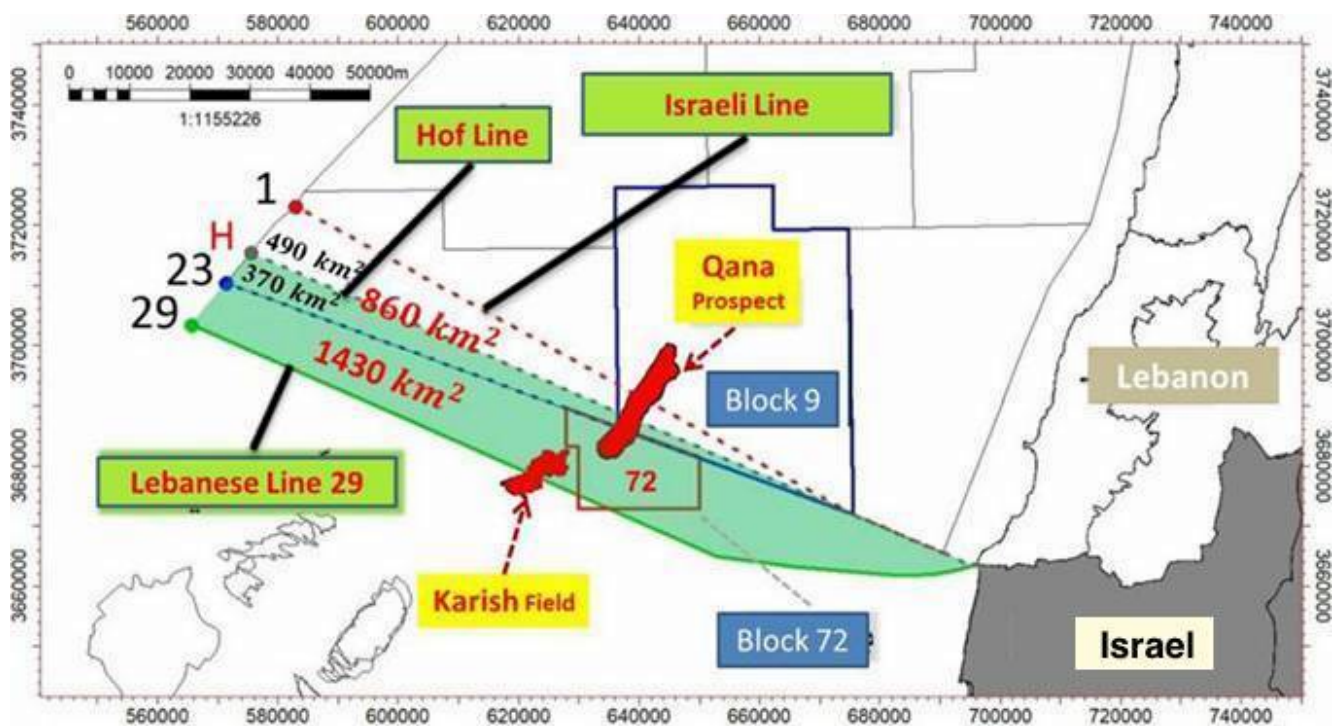 560000 580000 600000 620000 640000 660000 680000 700000 720000 740000
0 10000 20000 30000 40000 50000m
1:1155226
3740000
3740000
Hof Line
Israeli Line
1
3720000
3720000
H
490 km²
23
370 km²
860 km²
29
1430 km²
Qana
Prospect
3700000
3700000
Block 9
Lebanon
Lebanese Line 29
72
3680000
3680000
Karish Field
3660000
3660000
Block 72
Israel
560000 580000 600000 620000 640000 660000 680000 700000 720000 740000